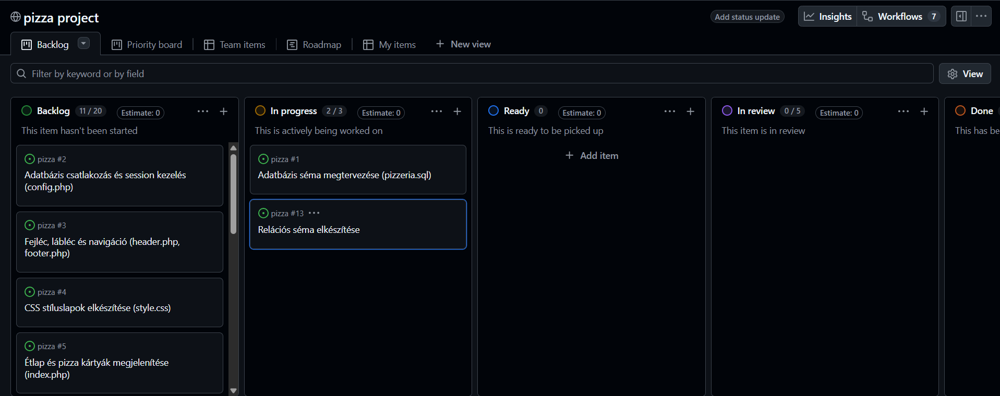 pizza project
Add status update
Insights
Workflows 7
Backlog
Priority board
Team items
Roadmap
My items
New view
Filter by keyword or by field
View
Backlog 11 / 20 Estimate: 0
This item hasn't been started
pizza #2
Adatbázis csatlakozás és session kezelés
(config.php)
pizza #3
Fejléc, lábléc és navigáció (header.php,
footer.php)
pizza #4
CSS stíluslapok elkészítése (style.css)
pizza #5
Étlap és pizza kártyák megjelenítése
(index.php)
In progress 2 / 3 Estimate: 0
This is actively being worked on
pizza #1
Adatbázis séma megtervezése (pizzeria.sql)
pizza #13
Relációs séma elkészítése
Ready 0 Estimate: 0
This is ready to be picked up
Add item
In review 0 / 5 Estimate: 0
This item is in review
Done
This has be